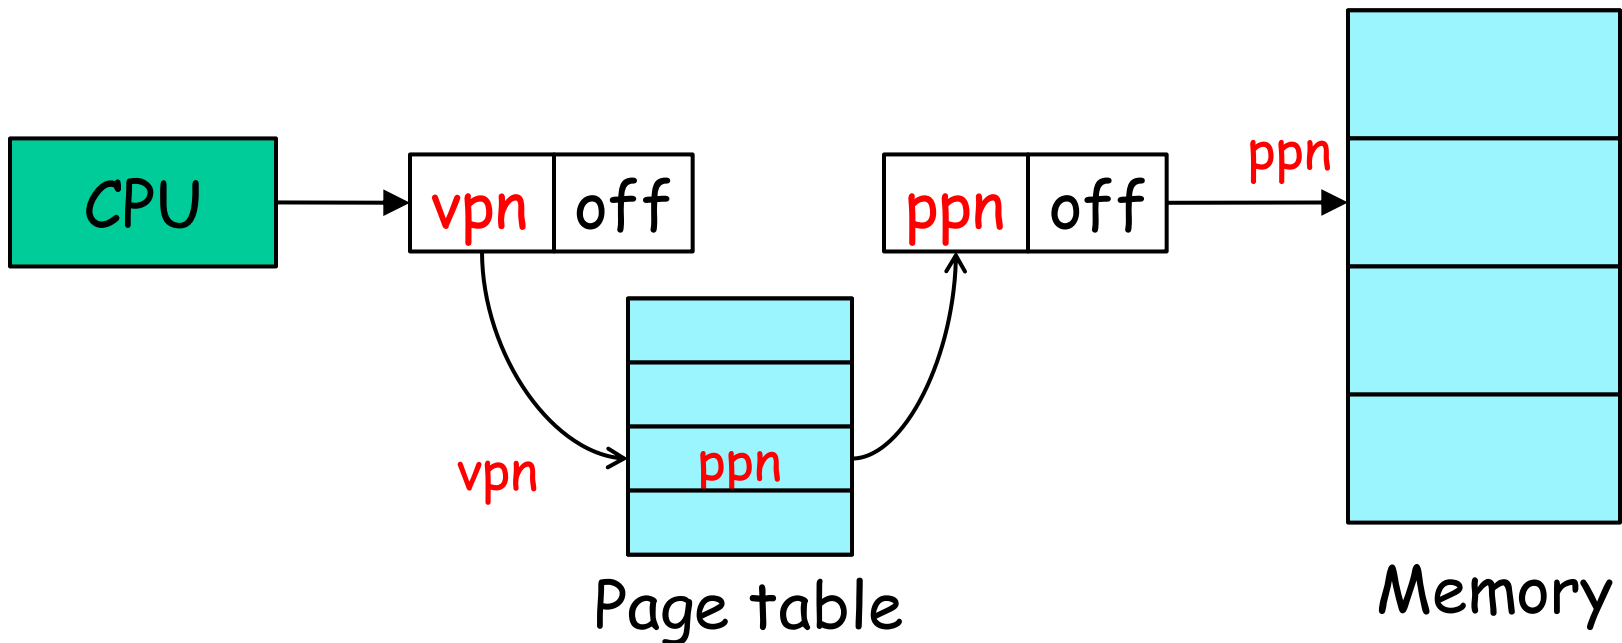 CPU
vpn off
ppn off
ppn
vpn
ppn
Page table
Memory